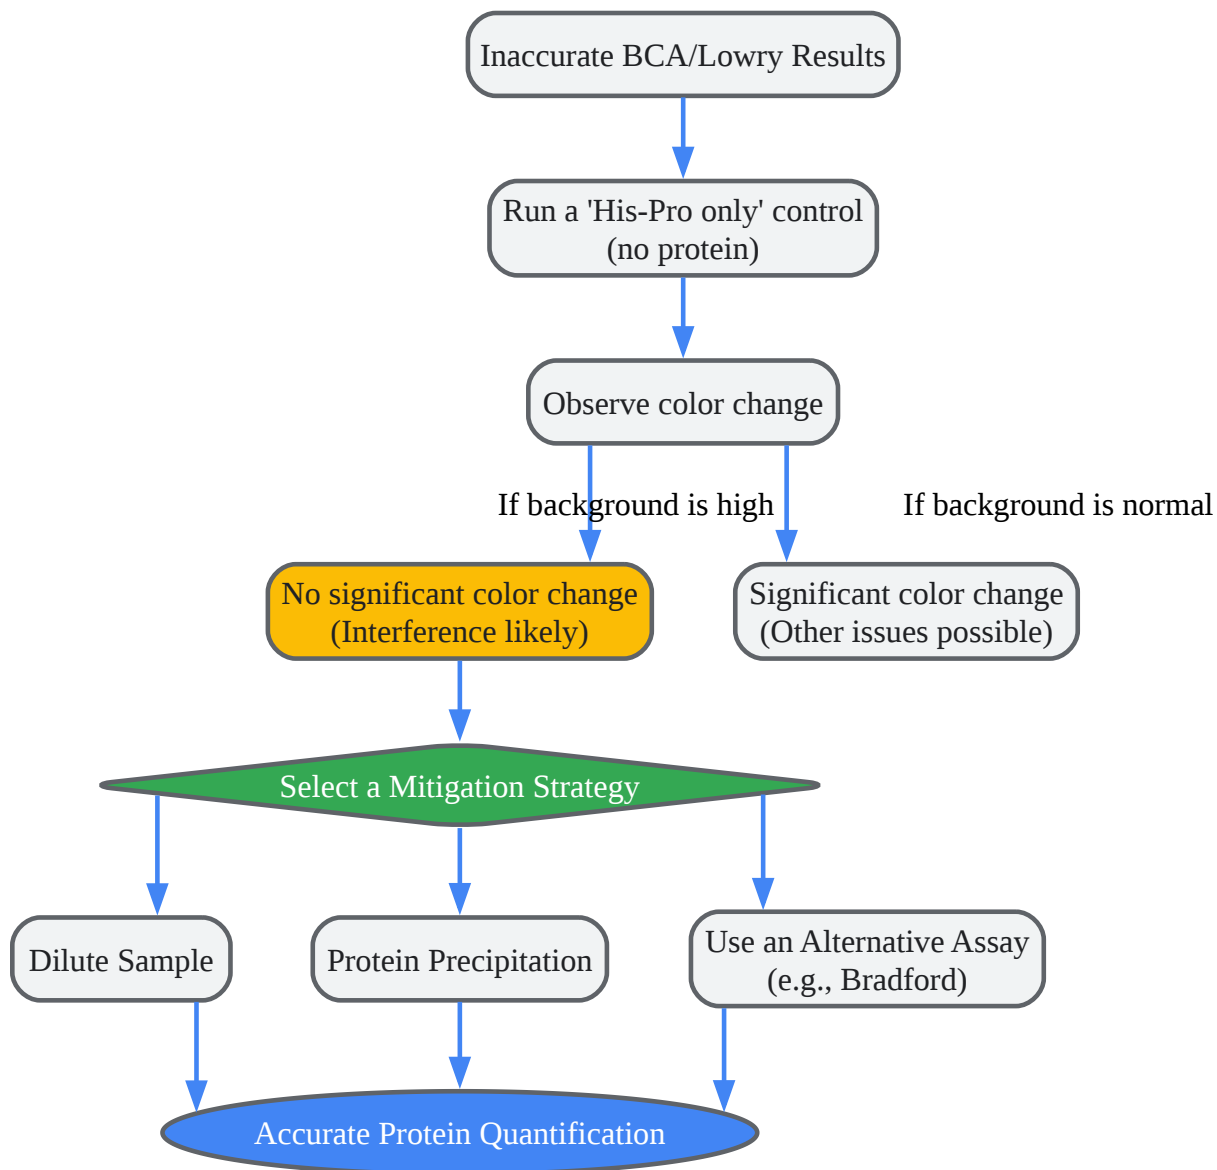 Inaccurate BCA/Lowry Results
Run a 'His-Pro only' control
(no protein)
Observe color change
If background is high
If background is normal
No significant color change
(Interference likely)
Significant color change
(Other issues possible)
Select a Mitigation Strategy
Dilute Sample
Protein Precipitation
Use an Alternative Assay
(e.g., Bradford)
Accurate Protein Quantification